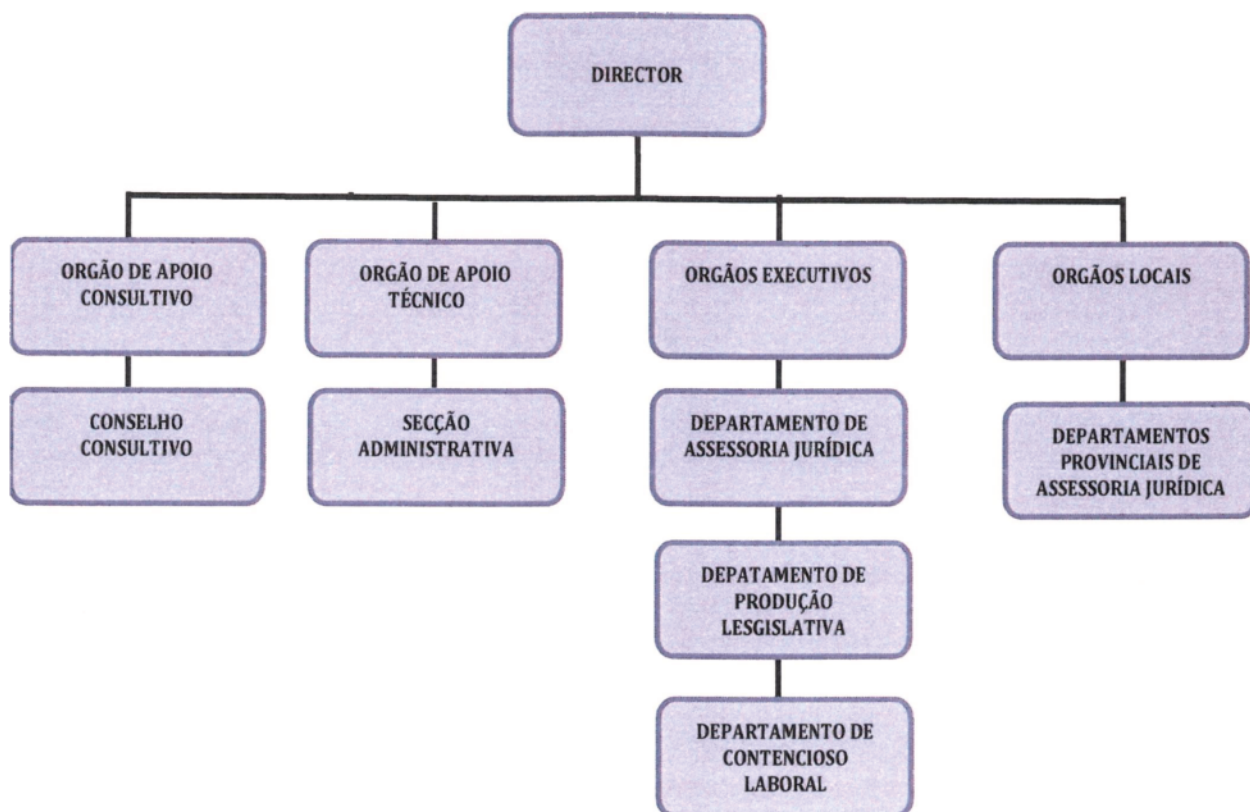 DIRECTOR
ORGÃO DE APOIO
CONSULTIVO
ORGÃO DE APOIO
TÉCNICO
ORGÃOS EXECUTIVOS
ORGÃOS LOCAIS
CONSELHO
CONSULTIVO
SECÇÃO
ADMINISTRATIVA
DEPARTAMENTO DE
ASSESSORIA JURÍDICA
DEPARTAMENTOS
PROVINCIAIS DE
ASSESSORIA JURÍDICA
DEPATAMENTO DE
PRODUÇÃO
LESGISLATIVA
DEPARTAMENTO DE
CONTENCIOSO
LABORAL